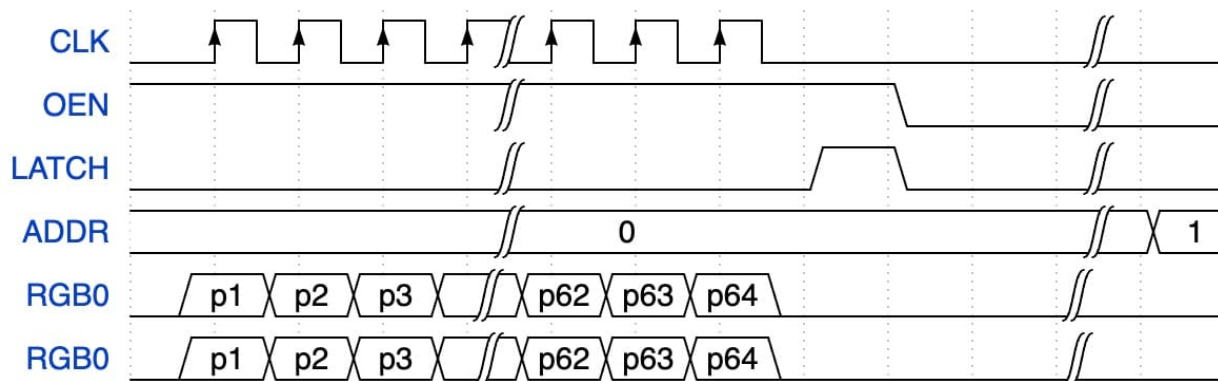 CLK
OEN
LATCH
ADDR 0 1
RGB0 p1 p2 p3 p62 p63 p64
RGB0 p1 p2 p3 p62 p63 p64